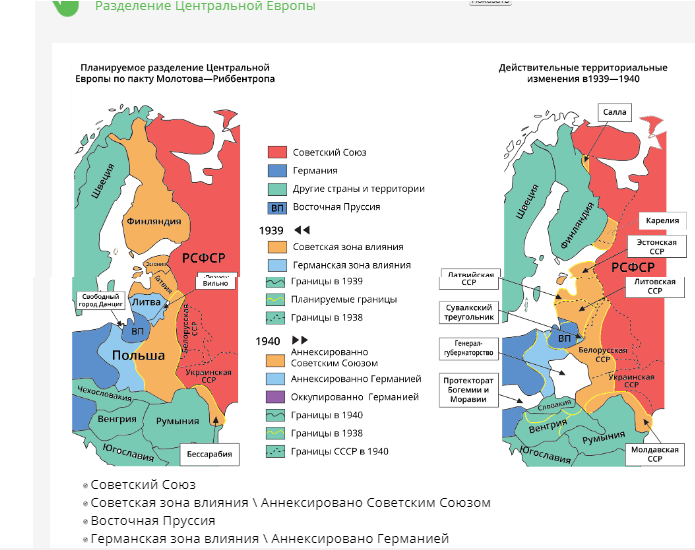 Разделение Центральной Европы
Планируемое разделение Центральной
Европы по пакту Молотова—Риббентропа
Действительные территориальные
изменения в1939—1940
Швеция
Финляндия
РСФСР
Эстония
Латвия
Вильно
Литва
Свободный
город Данциг
ВП
Белорусская
ССР
Польша
Украинская
ССР
Чехословакия
Венгрия
Румыния
Югославия
Бессарабия
Советский Союз
Германия
Другие страны и территории
ВП
Восточная Пруссия
1939
Советская зона влияния
Германская зона влияния
Границы в 1939
Планируемые границы
Границы в 1938
1940
Аннексированно
Советским Союзом
Аннексированно Германией
Оккупировано Германией
Границы в 1940
Границы в 1938
Границы СССР в 1940
Салла
Швеция
Финляндия
Карелия
Эстонская
ССР
РСФСР
Латвийская
ССР
Литовская
ССР
Сувалкский
треугольник
ВП
Генерал-
губернаторство
Белорусская
ССР
Украинская
ССР
Протекторат
Богемии и
Моравии
Словакия
Венгрия
Румыния
Югославия
Молдавская
ССР
Советский Союз
Советская зона влияния \ Аннексировано Советским Союзом
Восточная Пруссия
Германская зона влияния \ Аннексировано Германией